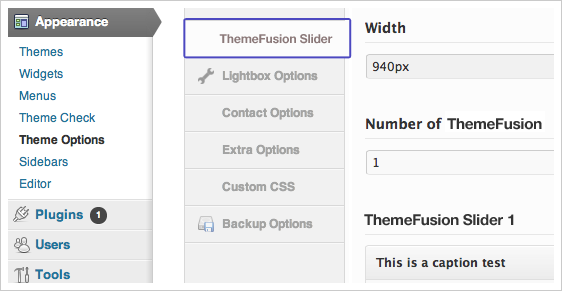 Appearance
Themes
Widgets
Menus
Theme Check
Theme Options
Sidebars
Editor
Plugins 1
Users
Tools
ThemeFusion Slider
Lightbox Options
Contact Options
Extra Options
Custom CSS
Backup Options
Width
940px
Number of ThemeFusion
1
ThemeFusion Slider 1
This is a caption test